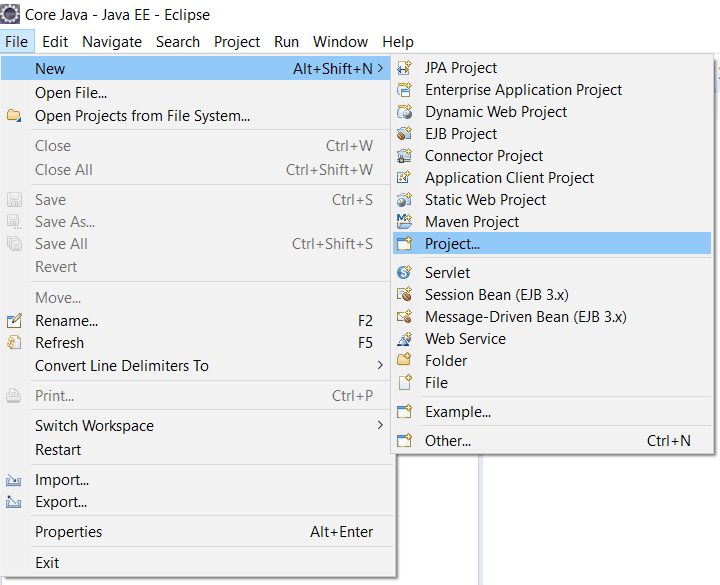 Core Java - Java EE - Eclipse
File Edit Navigate Search Project Run Window Help
New Alt+Shift+N
Open File...
Open Projects from File System...
Close Ctrl+W
Close All Ctrl+Shift+W
Save Ctrl+S
Save As...
Save All Ctrl+Shift+S
Revert
Move...
Rename... F2
Refresh F5
Convert Line Delimiters To
Print... Ctrl+P
Switch Workspace
Restart
Import...
Export...
Properties Alt+Enter
Exit
JPA Project
Enterprise Application Project
Dynamic Web Project
EJB Project
Connector Project
Application Client Project
Static Web Project
Maven Project
Project...
Servlet
Session Bean (EJB 3.x)
Message-Driven Bean (EJB 3.x)
Web Service
Folder
File
Example...
Other... Ctrl+N